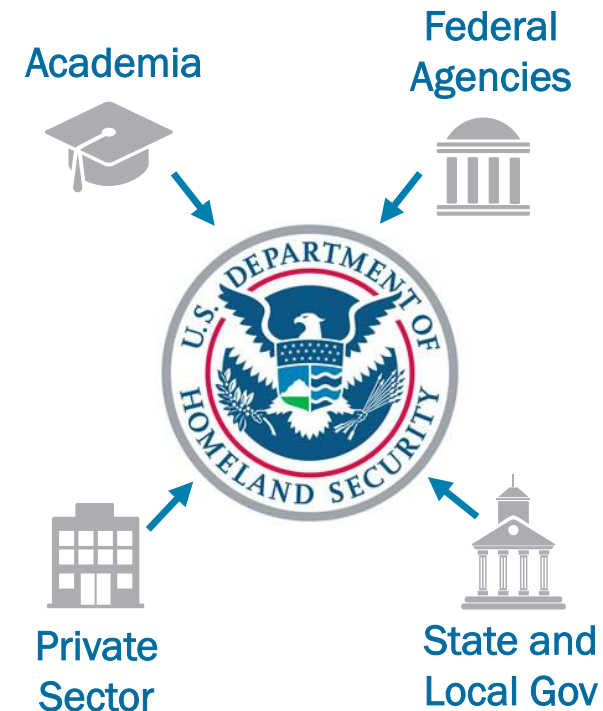 Academia
Federal
Agencies
U.S. DEPARTMENT OF
HOMELAND SECURITY
Private
Sector
State and
Local Gov